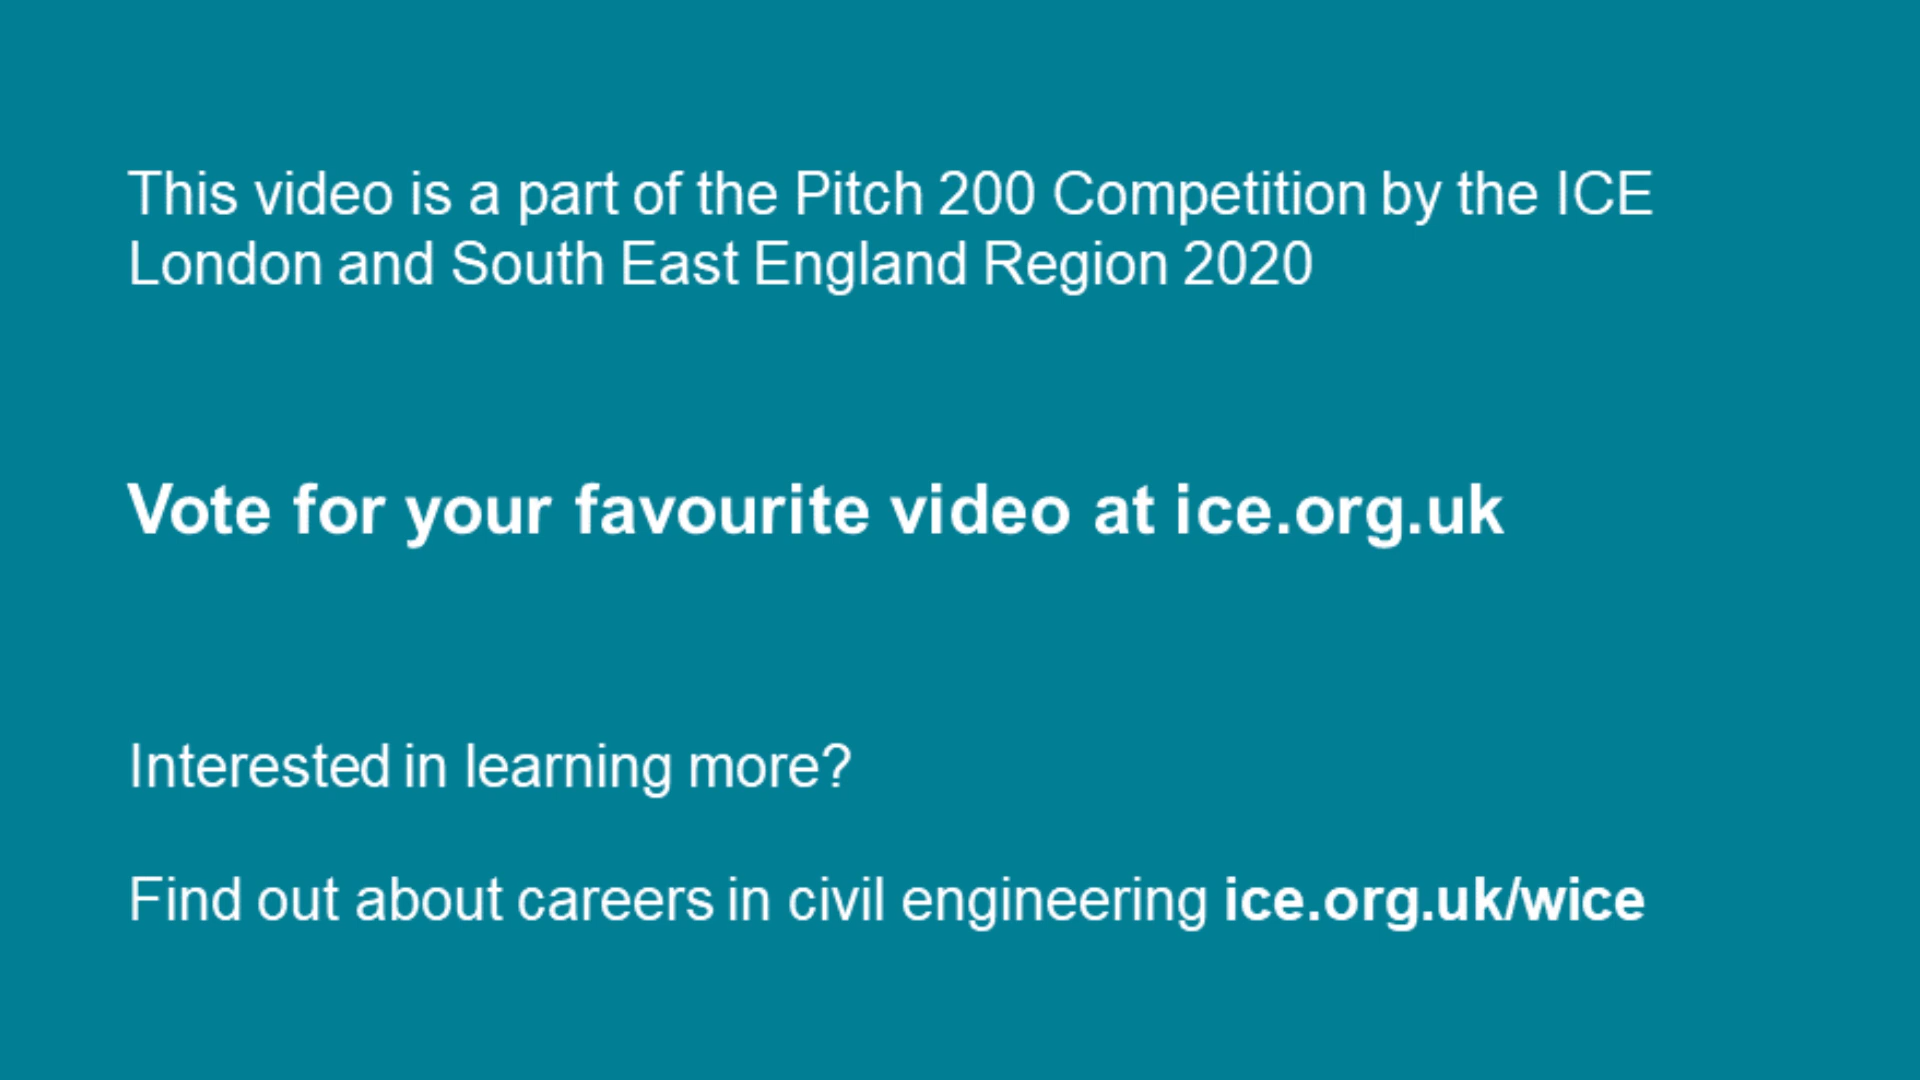 This video is a part of the Pitch 200 Competition by the ICE
London and South East England Region 2020
Vote for your favourite video at ice.org.uk
Interested in learning more?
Find out about careers in civil engineering ice.org.uk/wice